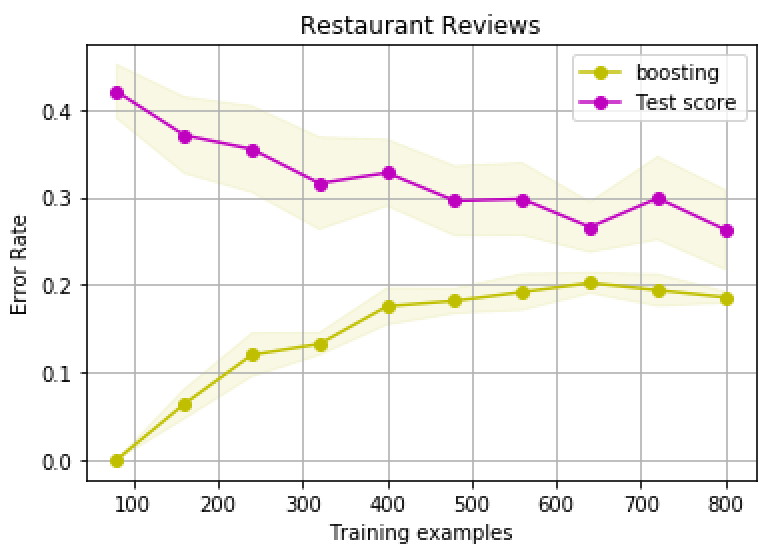 Restaurant Reviews
boosting
Test score
Error Rate
0.4
0.3
0.2
0.1
0.0
100 200 300 400 500 600 700 800
Training examples